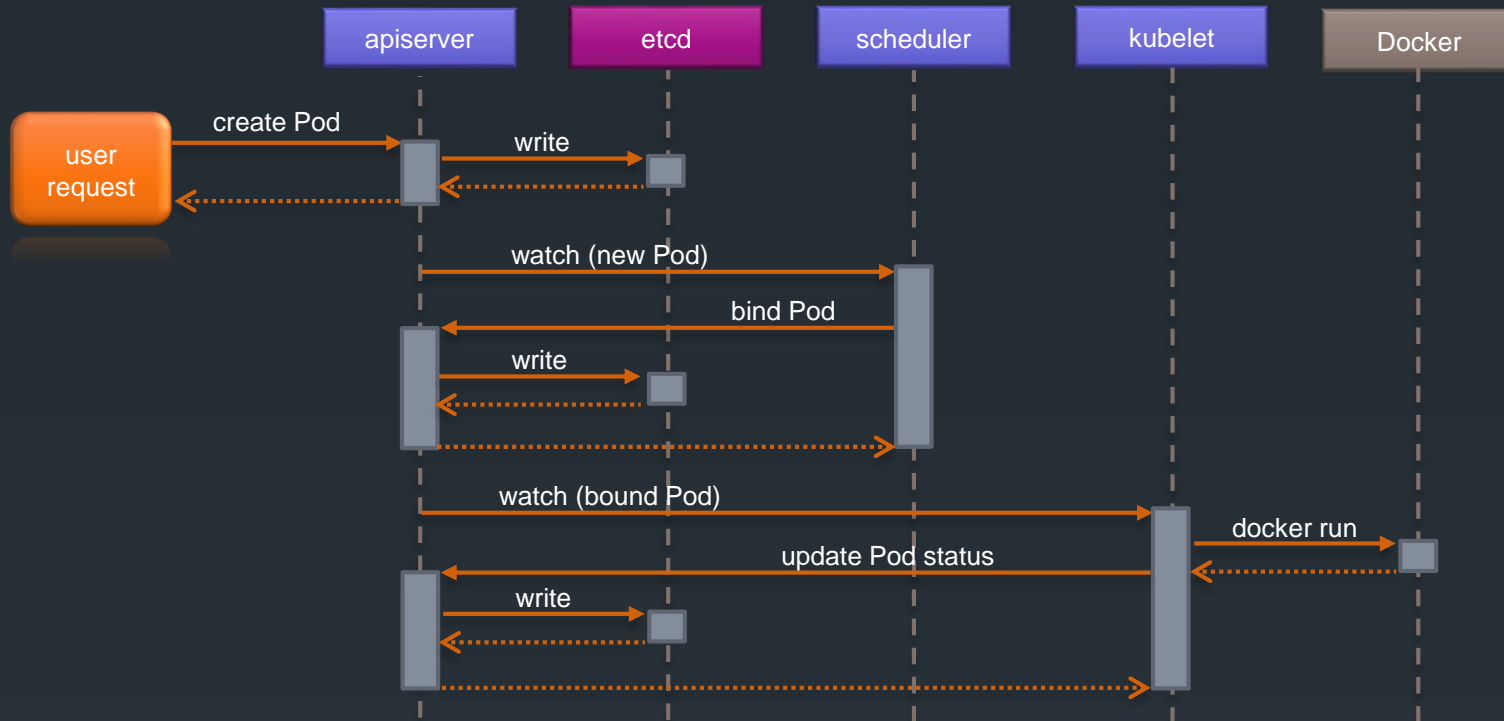 apiserver
etcd
scheduler
kubelet
Docker
user
request
create Pod
write
watch (new Pod)
bind Pod
write
watch (bound Pod)
docker run
update Pod status
write